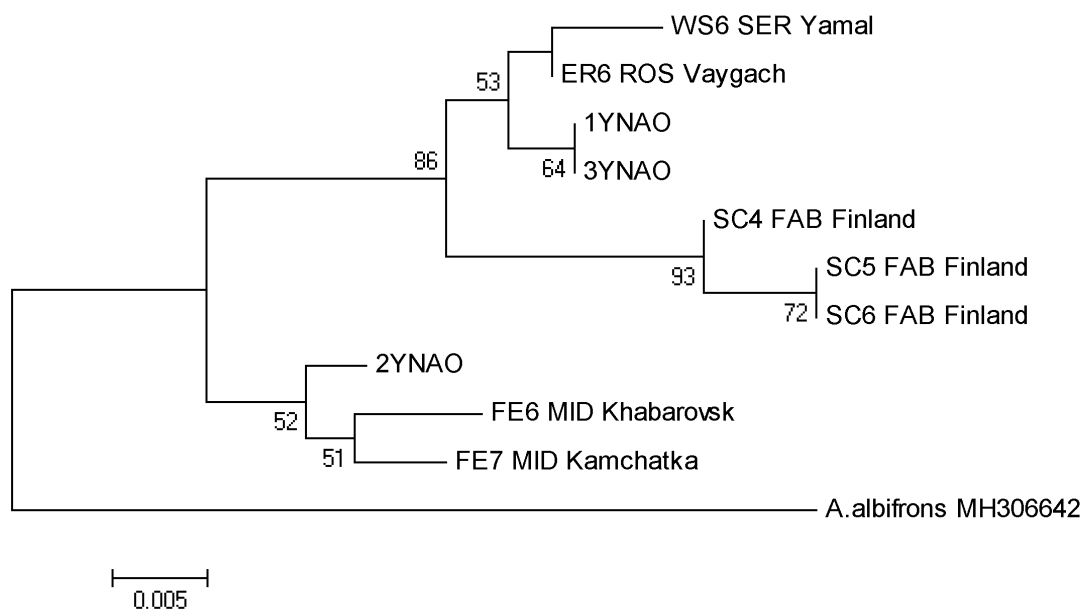 WS6 SER Yamal
53
ER6 ROS Vaygach
1YNAO
86
64
3YNAO
SC4 FAB Finland
93
SC5 FAB Finland
72
SC6 FAB Finland
2YNAO
52
FE6 MID Khabarovsk
51
FE7 MID Kamchatka
A.albifrons MH306642
0.005